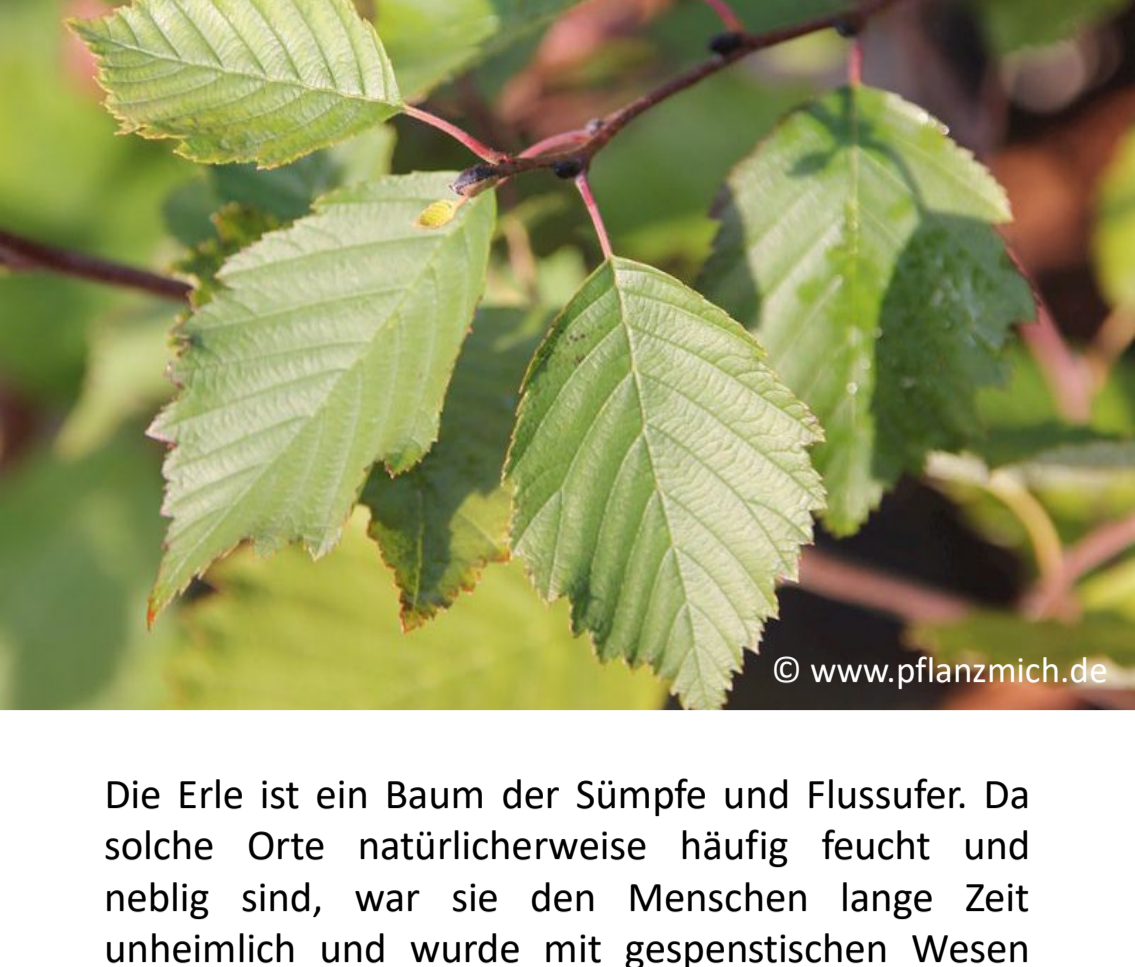 © www.pflanzmich.de
Die Erle ist ein Baum der Sümpfe und Flussufer. Da
solche Orte natürlicherweise häufig feucht und
neblig sind, war sie den Menschen lange Zeit
unheimlich und wurde mit gespenstischen Wesen